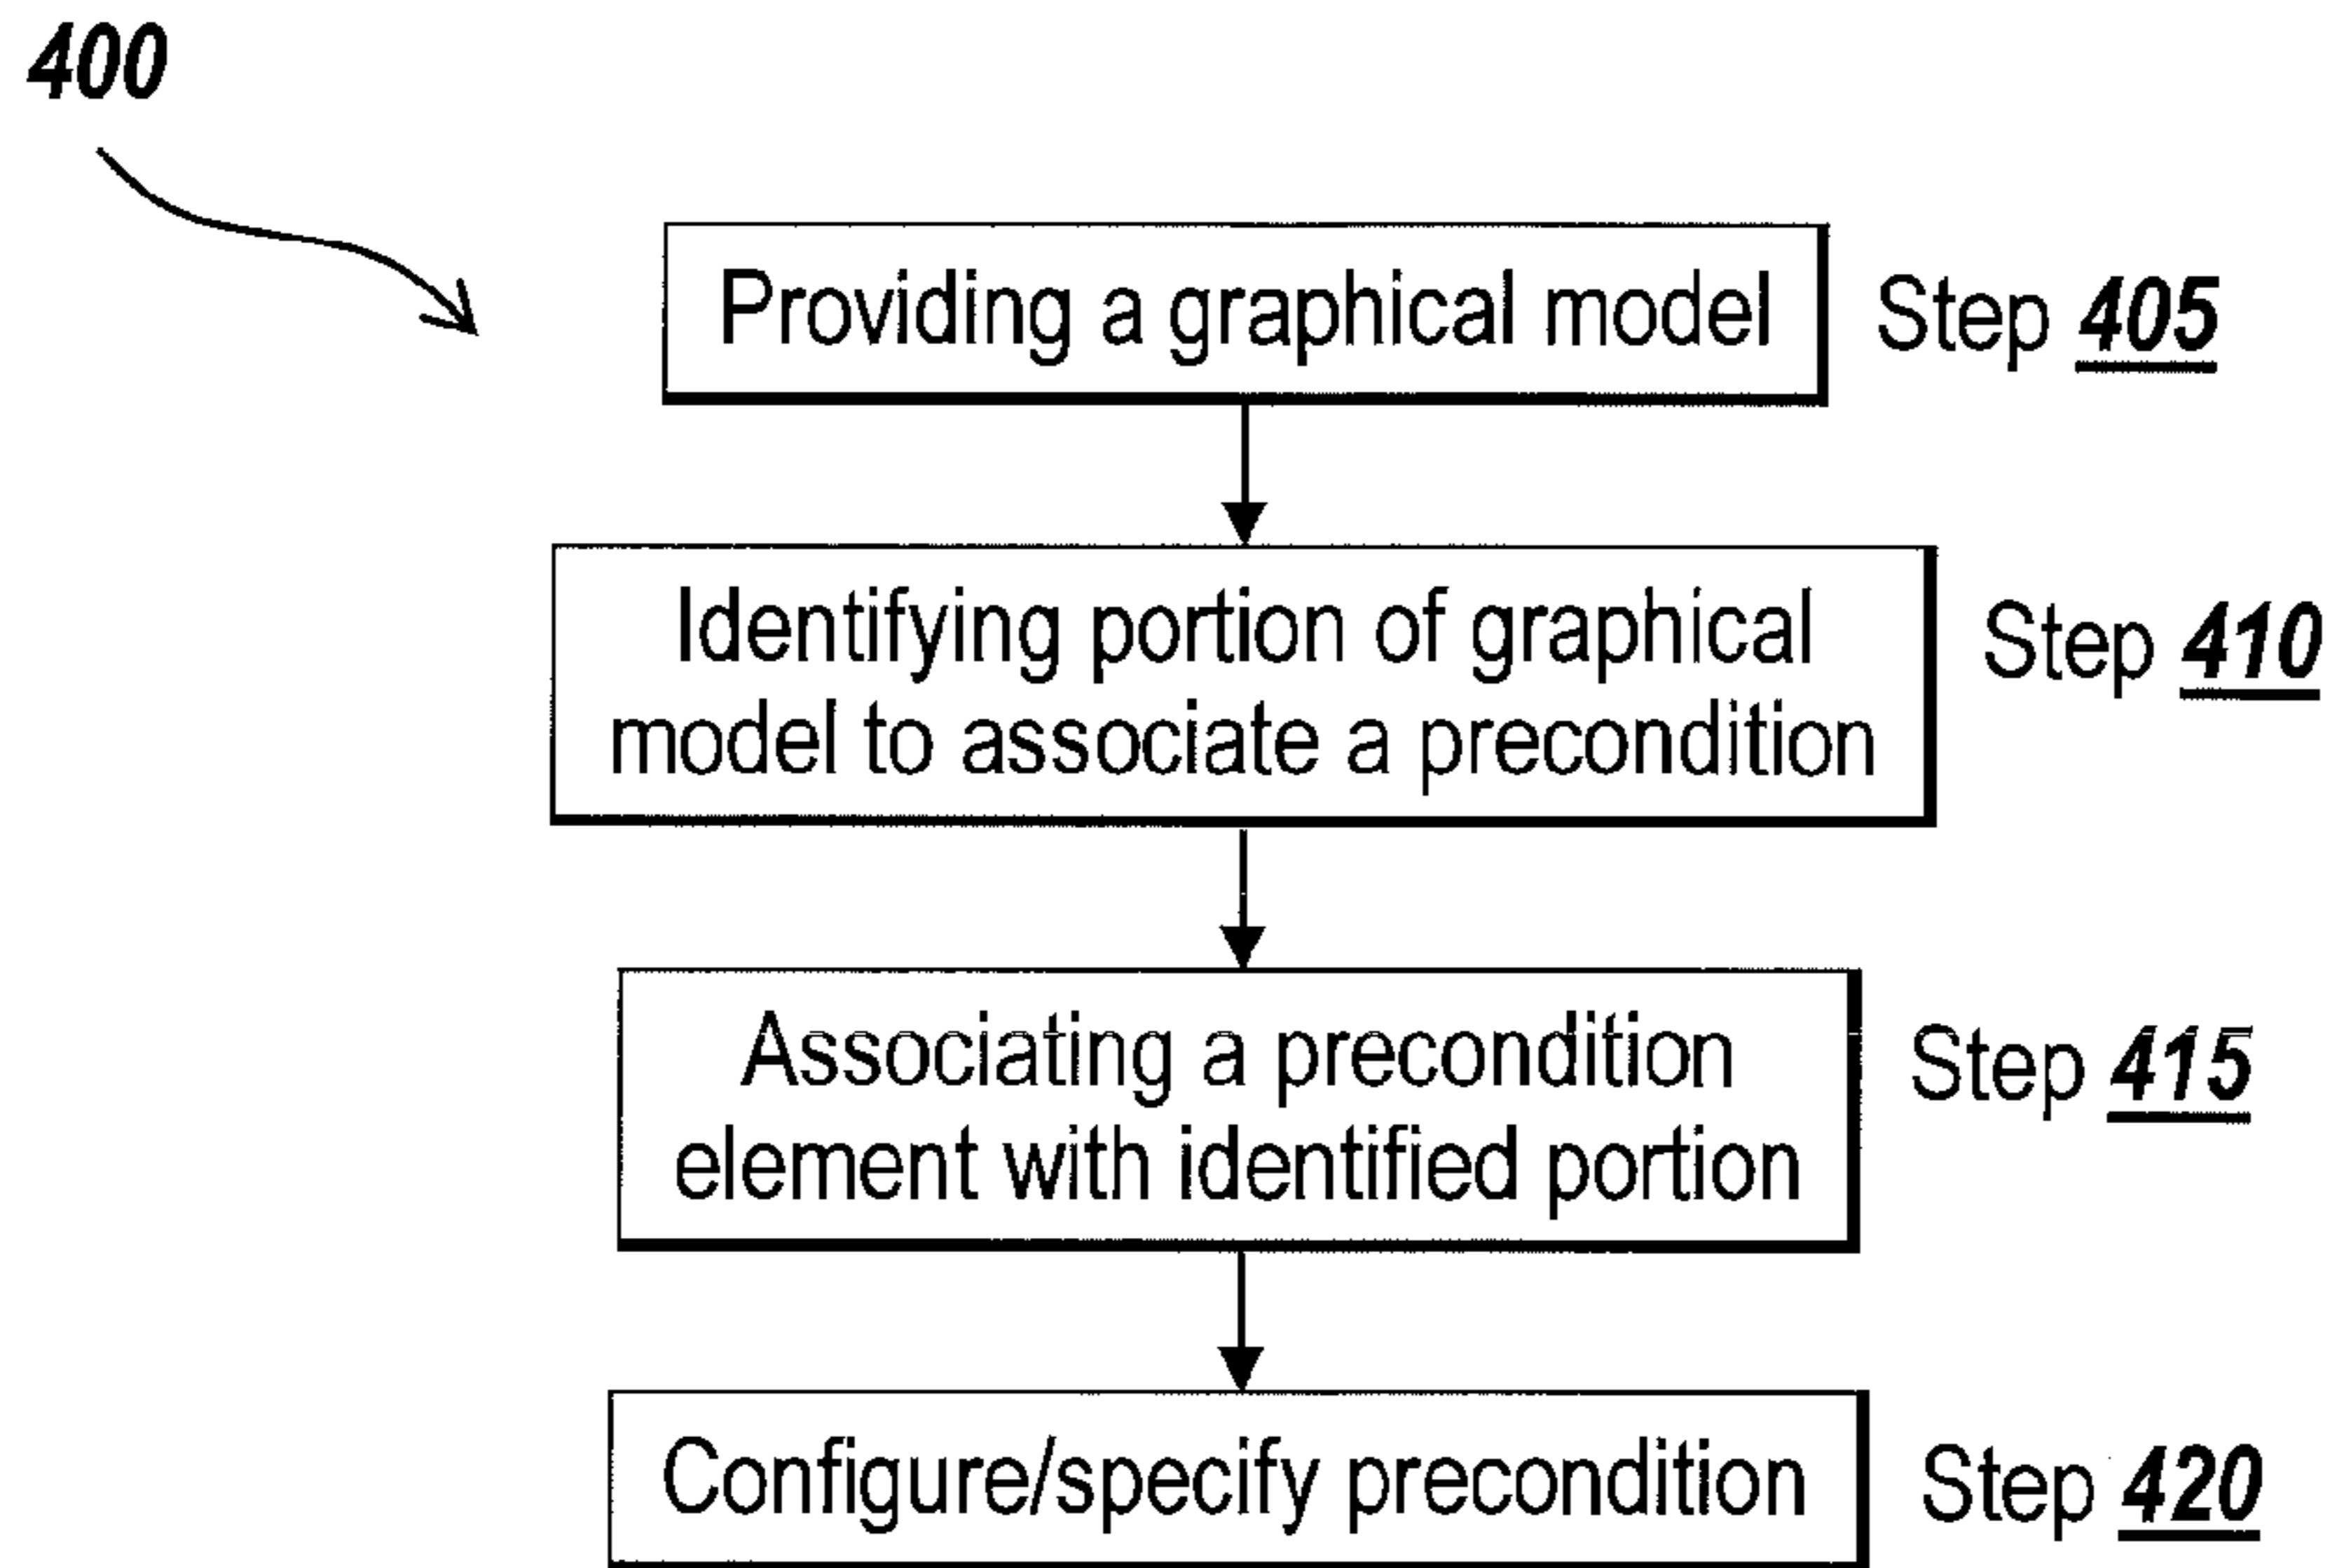 400
Providing a graphical model
Step 405
Identifying portion of graphical
model to associate a precondition
Step 410
Associating a precondition
element with identified portion
Step 415
Configure/specify precondition
Step 420